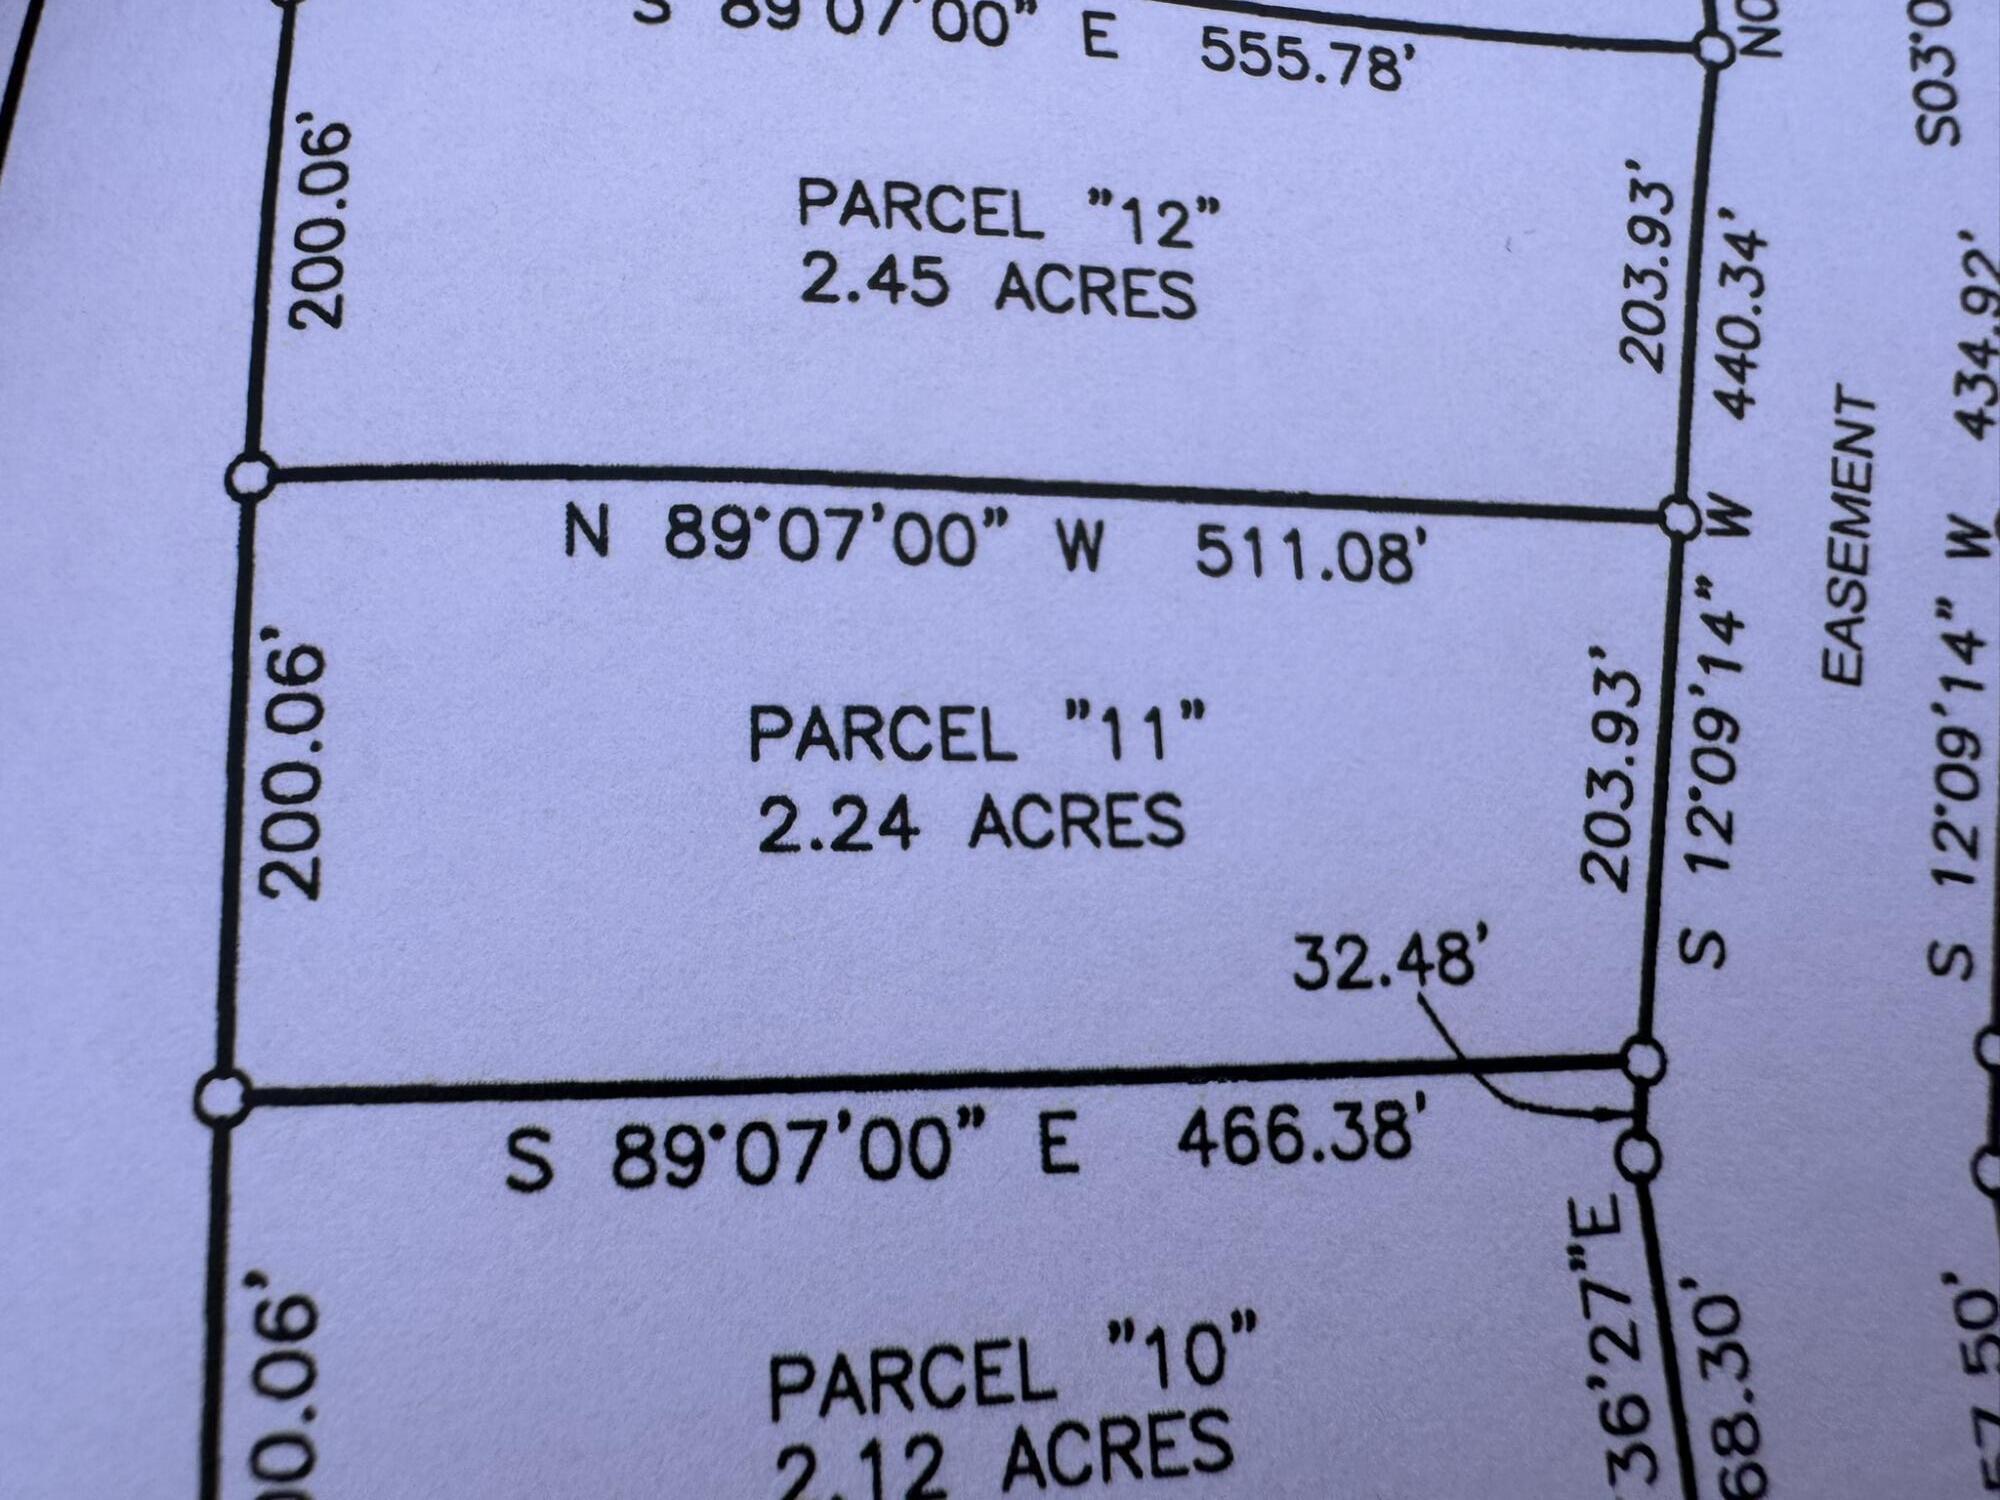 S 89°07'00" E 555.78'
200.06'
PARCEL "12"
2.45 ACRES
203.93'
440.34'
N 89°07'00" W 511.08'
200.06'
PARCEL "11"
2.24 ACRES
203.93'
S 12°09'14" W
EASEMENT
S 12°09'14" W 434.92'
32.48'
S 89°07'00" E 466.38'
PARCEL "10"
2.12 ACRES
36'27"E
68.30'